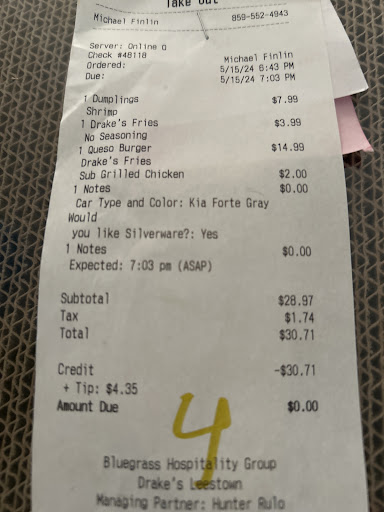 Take Out
Michael Finlin 859-552-4943
Server: Online O
Check #48118 Michael Finlin
Ordered: 5/15/24 6:43 PM
Due: 5/15/24 7:03 PM
1 Dumplings $7.99
Shrimp
1 Drake's Fries $3.99
No Seasoning
1 Queso Burger $14.99
Drake's Fries
Sub Grilled Chicken $2.00
1 Notes $0.00
Car Type and Color: Kia Forte Gray
Would
you like Silverware?: Yes
1 Notes $0.00
Expected: 7:03 pm (ASAP)
Subtotal $28.97
Tax $1.74
Total $30.71
Credit -$30.71
+ Tip: $4.35
Amount Due $0.00
4
Bluegrass Hospitality Group
Drake's Leestown
Managing Partner: Hunter Rulo